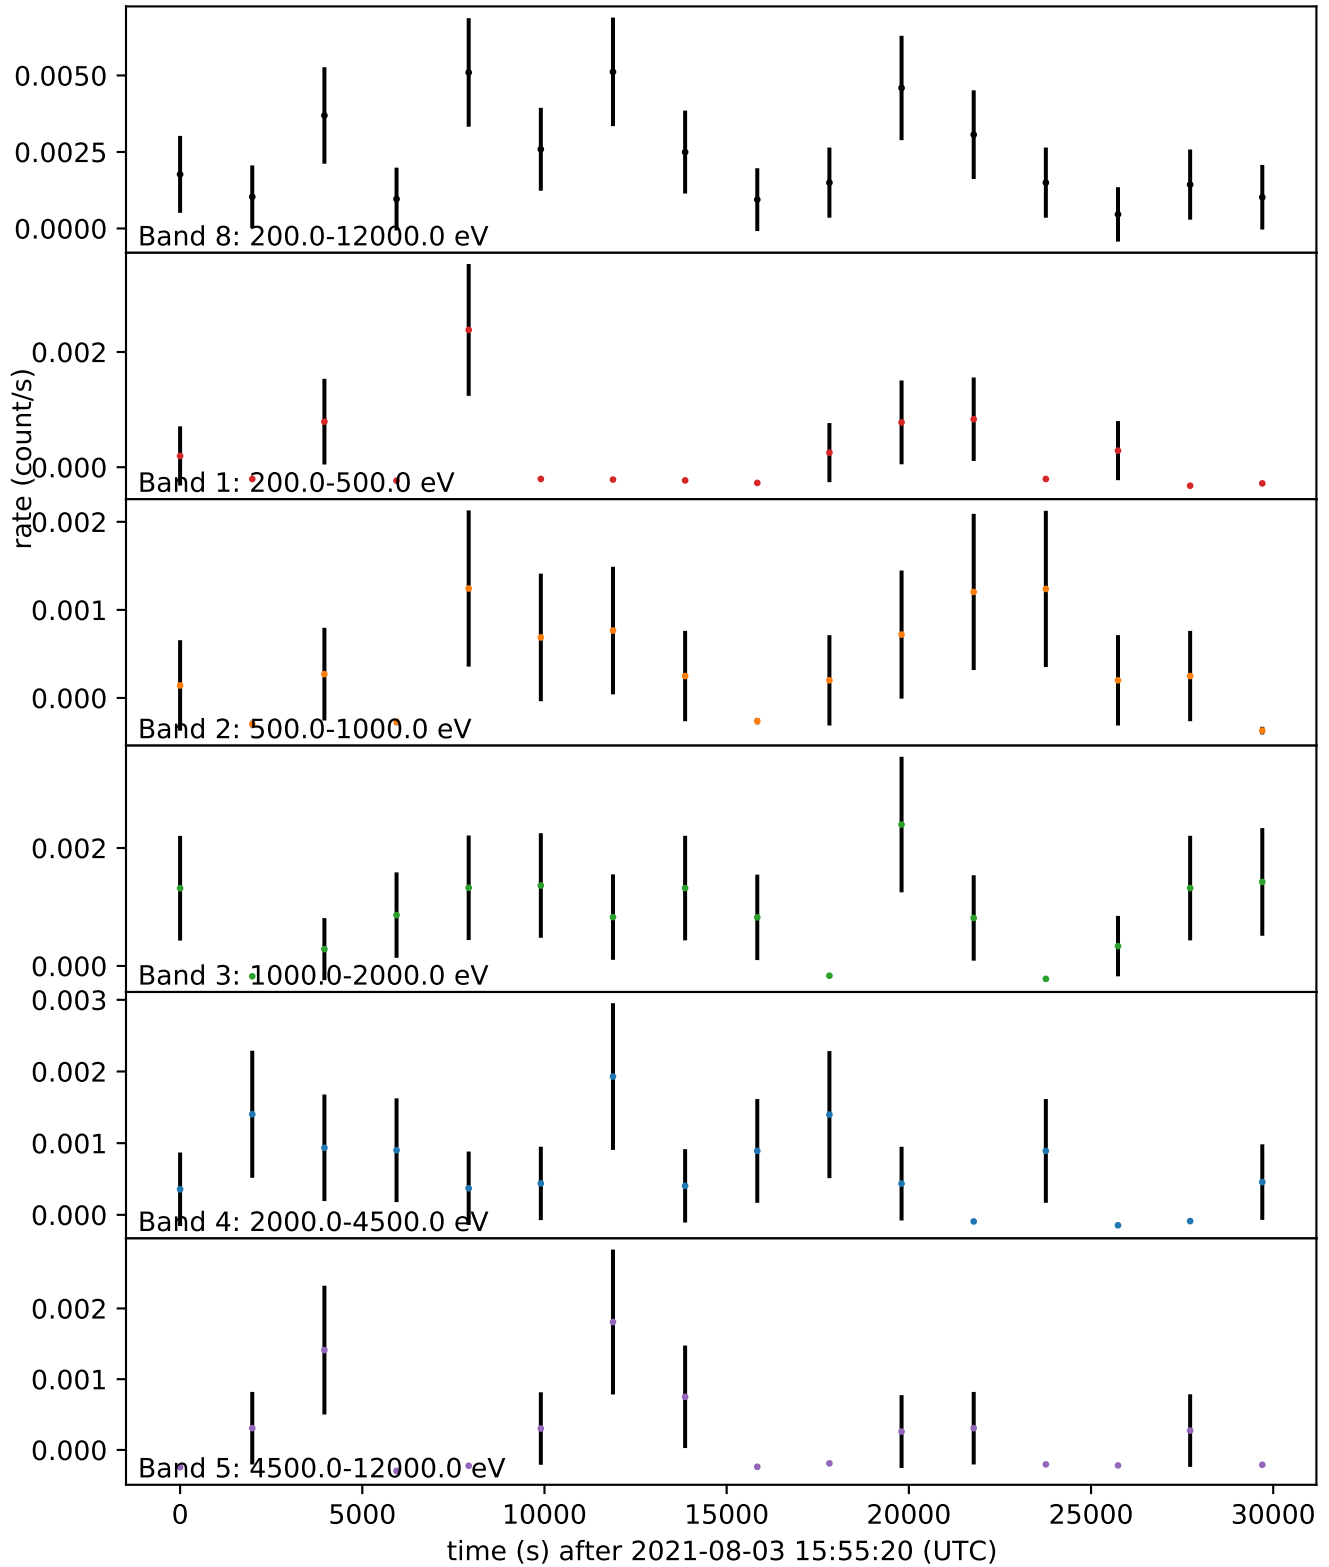 0.0050
0.0025
0.0000
Band 8: 200.0-12000.0 eV
0.002
0.000
Band 1: 200.0-500.0 eV
rate (count/s)
0.002
0.001
0.000
Band 2: 500.0-1000.0 eV
0.002
0.000
Band 3: 1000.0-2000.0 eV
0.003
0.002
0.001
0.000
Band 4: 2000.0-4500.0 eV
0.002
0.001
0.000
Band 5: 4500.0-12000.0 eV
0 5000 10000 15000 20000 25000 30000
time (s) after 2021-08-03 15:55:20 (UTC)